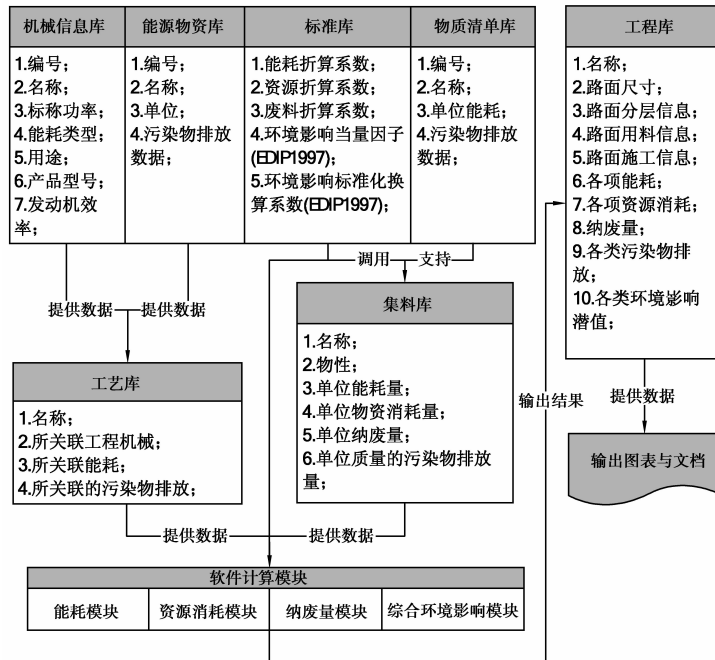 机械信息库
1.编号；
2.名称；
3.标称功率；
4.能耗类型；
5.用途；
6.产品型号；
7.发动机效
率；
能源物资库
1.编号；
2.名称；
3.单位；
4.污染物排放
数据；
标准库
1.能耗折算系数；
2.资源折算系数；
3.废料折算系数；
4.环境影响当量因子
(EDIP1997)；
5.环境影响标准化换
算系数(EDIP1997)；
物质清单库
1.编号；
2.名称；
3.单位能耗；
4.污染物排放
数据；
工程库
1.名称；
2.路面尺寸；
3.路面分层信息；
4.路面用料信息；
5.路面施工信息；
6.各项能耗；
7.各项资源消耗；
8.纳废量；
9.各类污染物排
放；
10.各类环境影响
潜值；
调用
支持
提供数据
提供数据
集料库
1.名称；
2.物性；
3.单位能耗量；
4.单位物资消耗量；
5.单位纳废量；
6.单位质量的污染物排放
量；
工艺库
1.名称；
2.所关联工程机械；
3.所关联能耗；
4.所关联的污染物排放；
输出结果
提供数据
输出图表与文档
提供数据
提供数据
软件计算模块
能耗模块
资源消耗模块
纳废量模块
综合环境影响模块